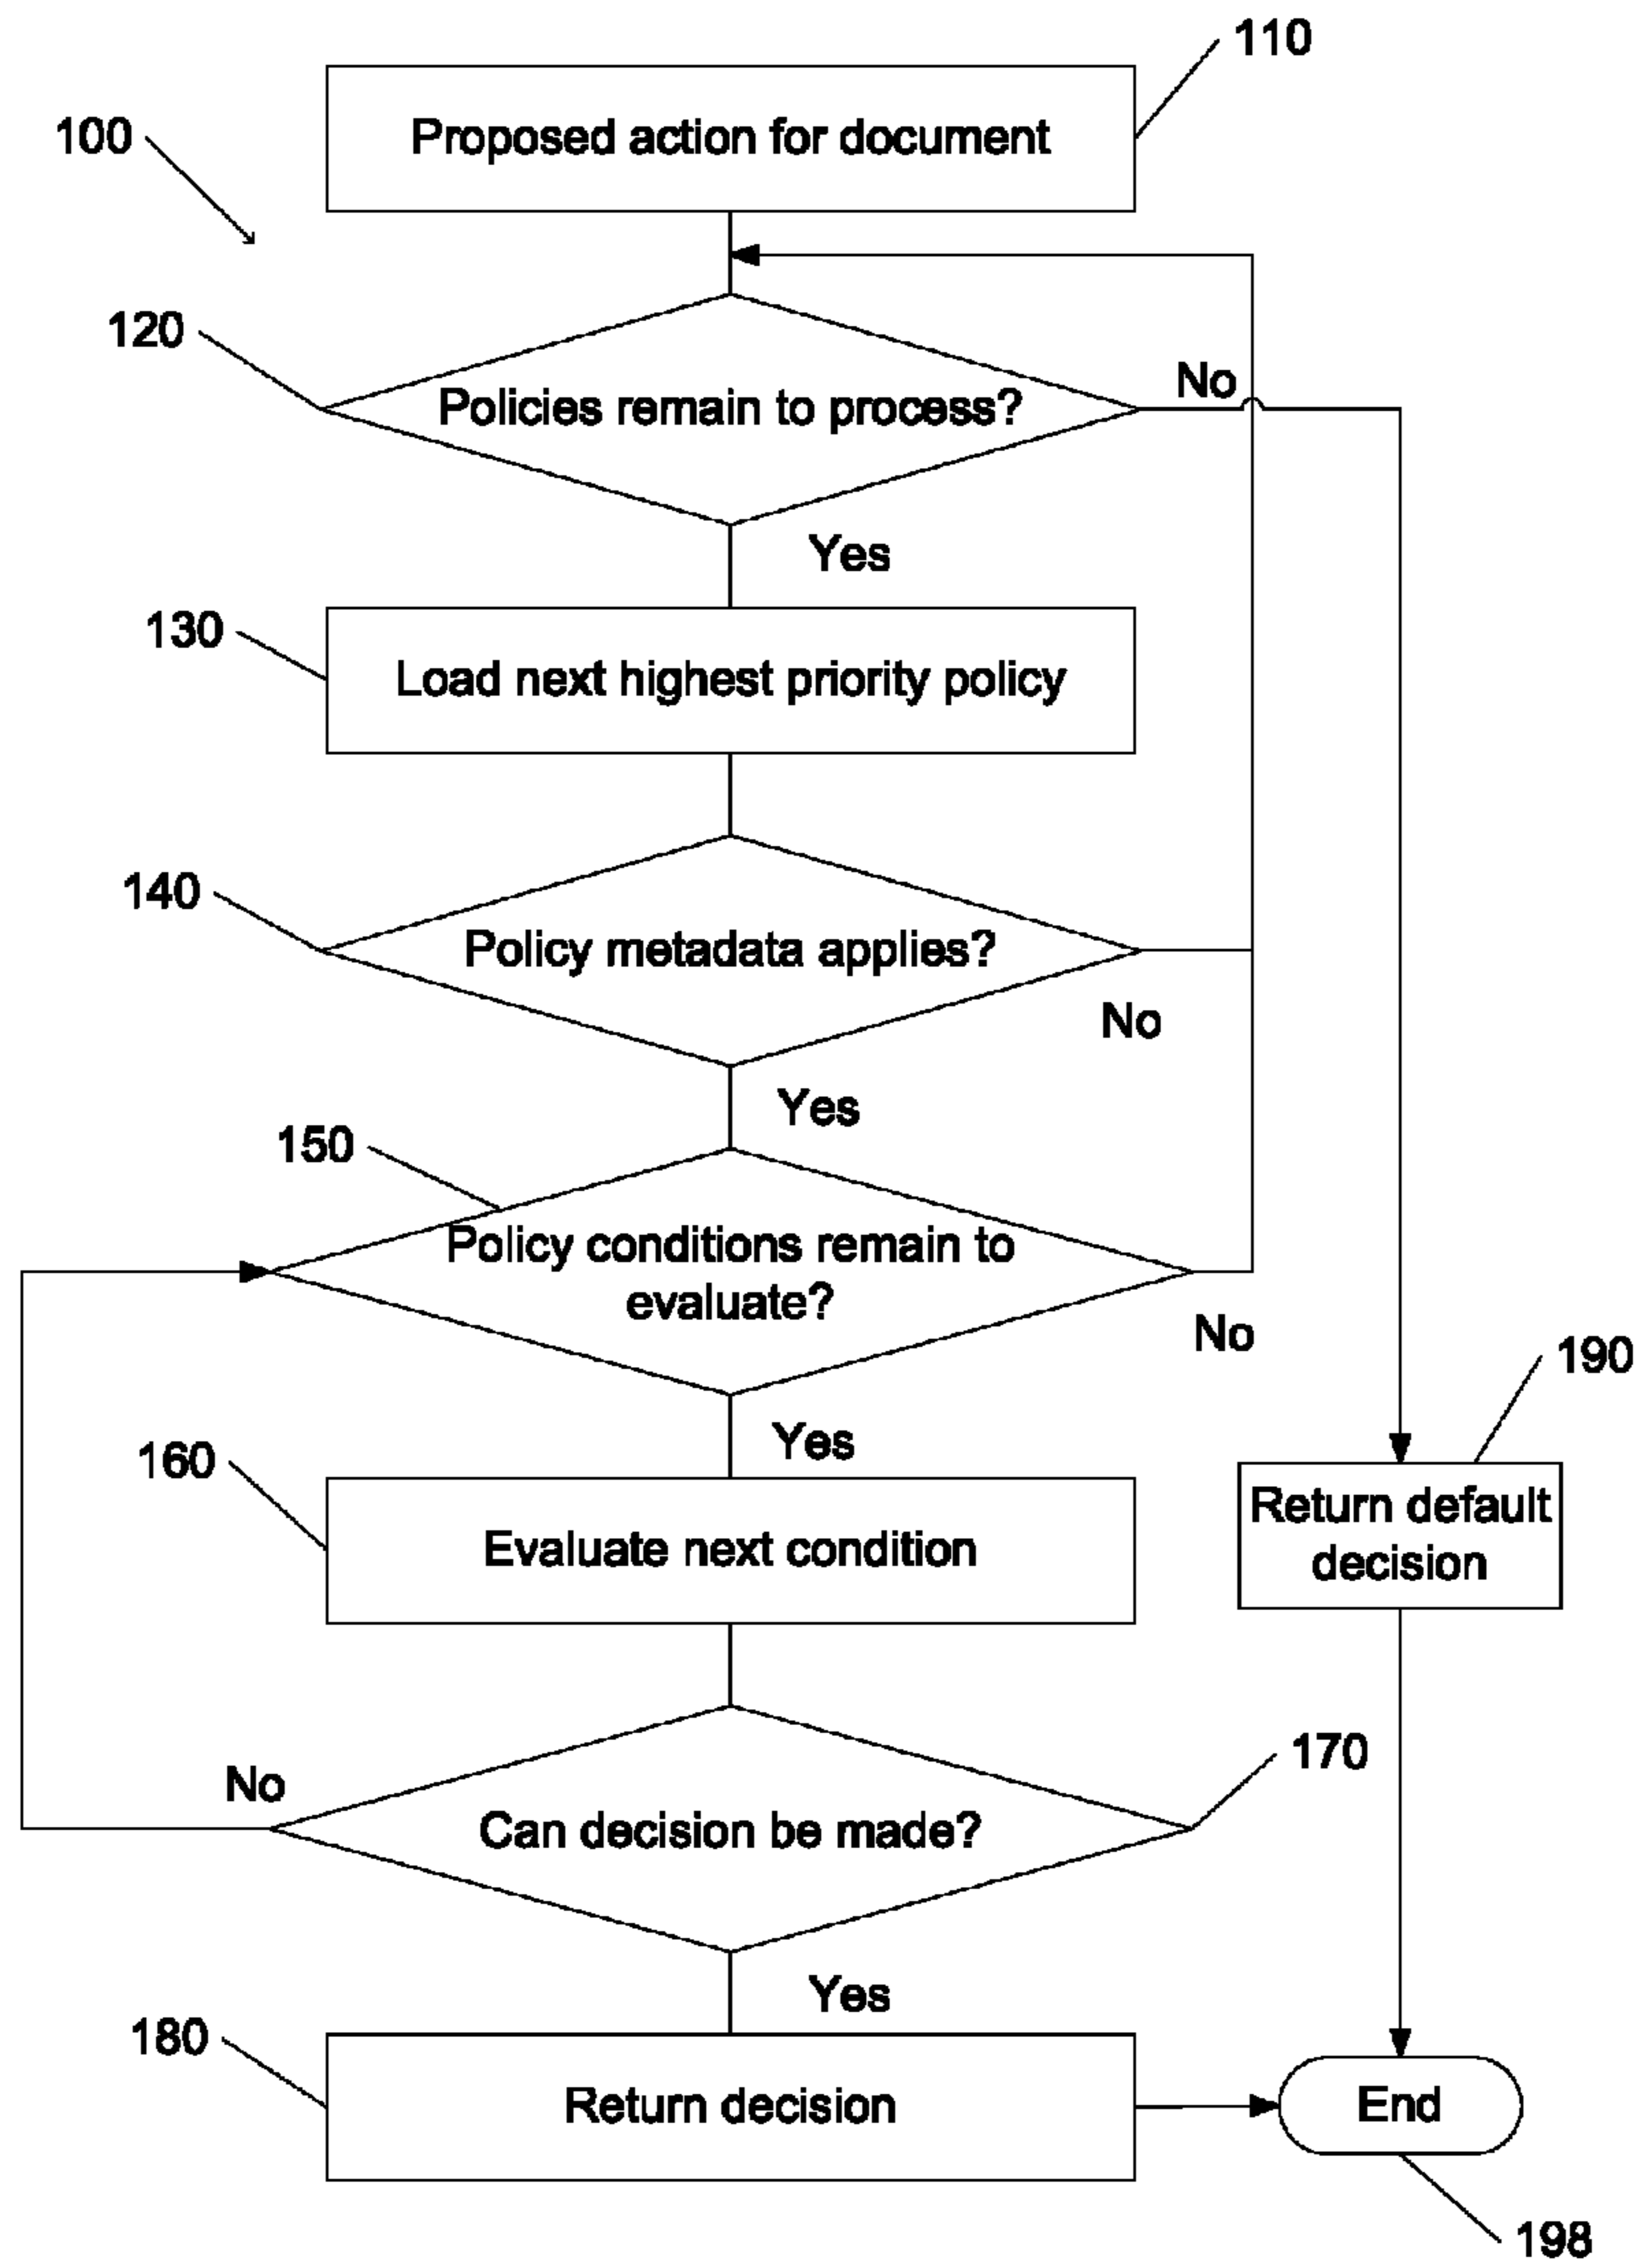 110
Proposed action for document
100
120
No
Policies remain to process?
Yes
130
Load next highest priority policy
140
Policy metadata applies?
No
Yes
150
Policy conditions remain to
evaluate?
No
190
Yes
160
Return default
decision
Evaluate next condition
170
No
Can decision be made?
Yes
180
Return decision
End
198